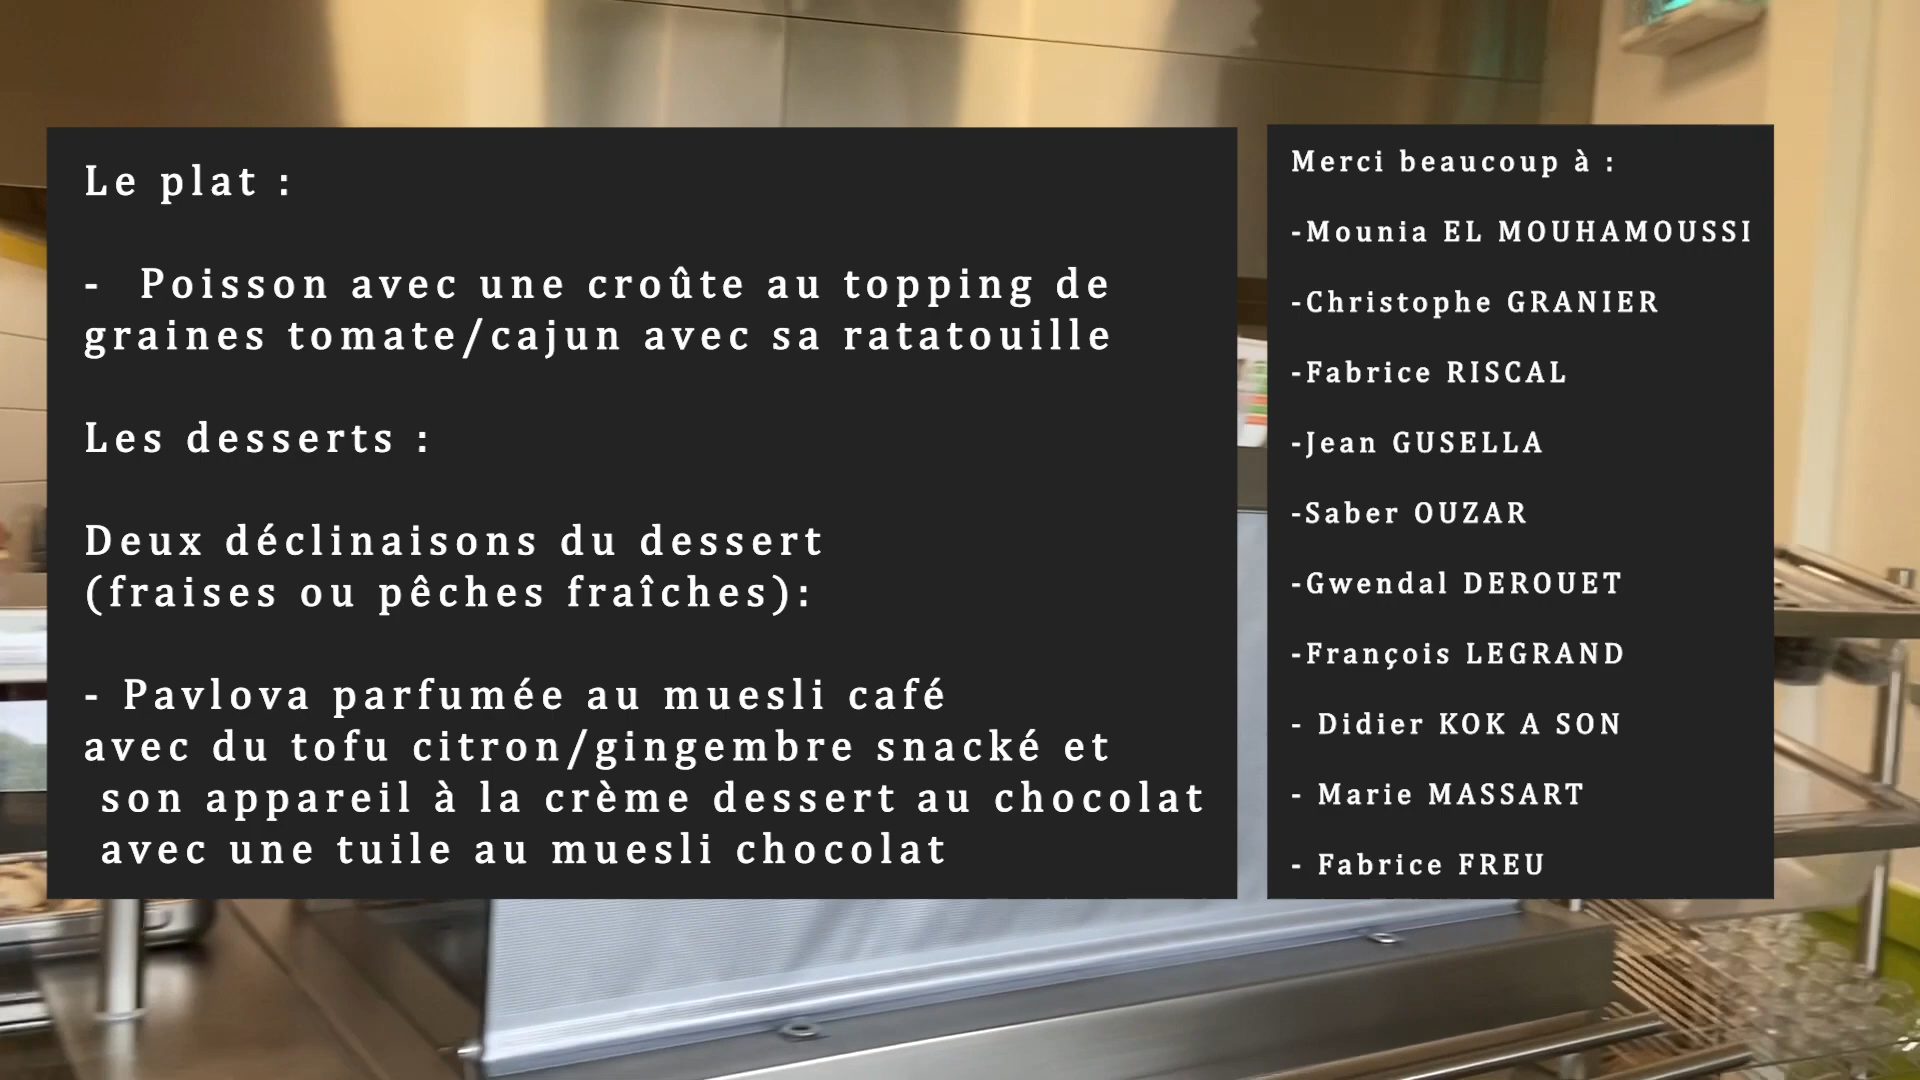 Le plat :
- Poisson avec une croûte au topping de
graines tomate/cajun avec sa ratatouille
Les desserts :
Deux déclinaisons du dessert
(fraises ou pêches fraîches):
- Pavlova parfumée au muesli café
avec du tofu citron/gingembre snacké et
son appareil à la crème dessert au chocolat
avec une tuile au muesli chocolat
Merci beaucoup à :
-Mounia EL MOUHAMOUSSI
-Christophe GRANIER
-Fabrice RISCAL
-Jean GUSELLA
-Saber OUZAR
-Gwendal DEROUET
-François LEGRAND
- Didier KOK A SON
- Marie MASSART
- Fabrice FREU